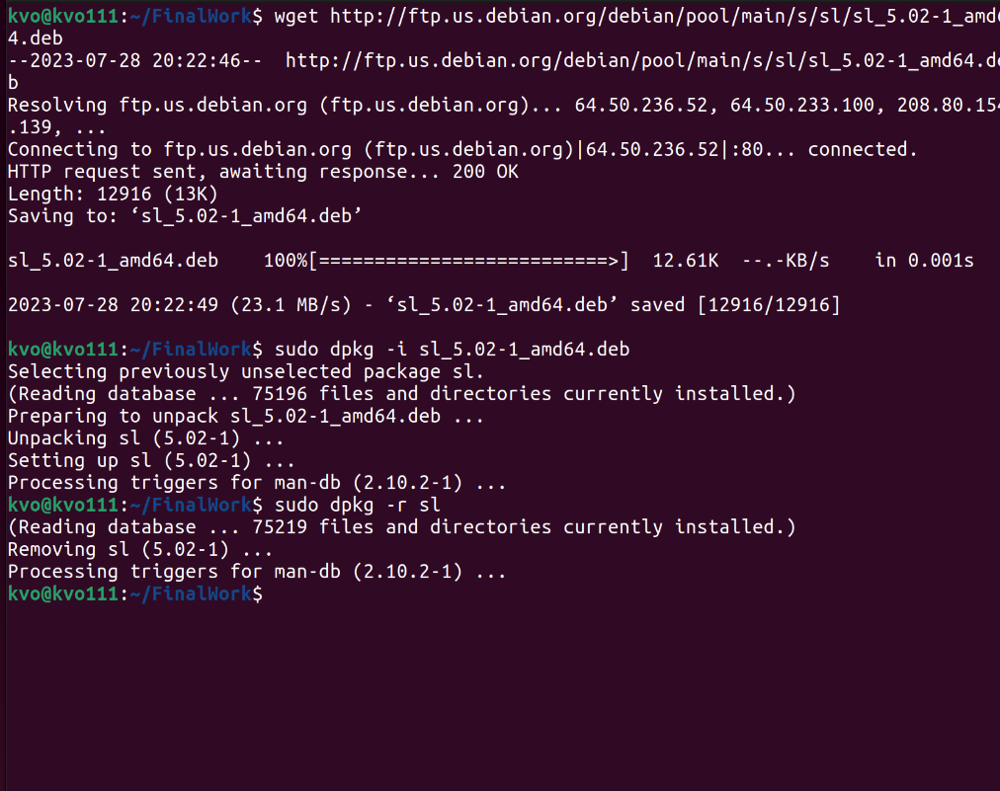 kvo@kvo111:~/FinalWork$ wget http://ftp.us.debian.org/debian/pool/main/s/sl/sl_5.02-1_amd6
4.deb
--2023-07-28 20:22:46--  http://ftp.us.debian.org/debian/pool/main/s/sl/sl_5.02-1_amd64.de
b
Resolving ftp.us.debian.org (ftp.us.debian.org)... 64.50.236.52, 64.50.233.100, 208.80.154
.139, ...
Connecting to ftp.us.debian.org (ftp.us.debian.org)|64.50.236.52|:80... connected.
HTTP request sent, awaiting response... 200 OK
Length: 12916 (13K)
Saving to: ‘sl_5.02-1_amd64.deb’
sl_5.02-1_amd64.deb    100%[==========================>]  12.61K  --.-KB/s    in 0.001s
2023-07-28 20:22:49 (23.1 MB/s) - ‘sl_5.02-1_amd64.deb’ saved [12916/12916]
kvo@kvo111:~/FinalWork$ sudo dpkg -i sl_5.02-1_amd64.deb
Selecting previously unselected package sl.
(Reading database ... 75196 files and directories currently installed.)
Preparing to unpack sl_5.02-1_amd64.deb ...
Unpacking sl (5.02-1) ...
Setting up sl (5.02-1) ...
Processing triggers for man-db (2.10.2-1) ...
kvo@kvo111:~/FinalWork$ sudo dpkg -r sl
(Reading database ... 75219 files and directories currently installed.)
Removing sl (5.02-1) ...
Processing triggers for man-db (2.10.2-1) ...
kvo@kvo111:~/FinalWork$